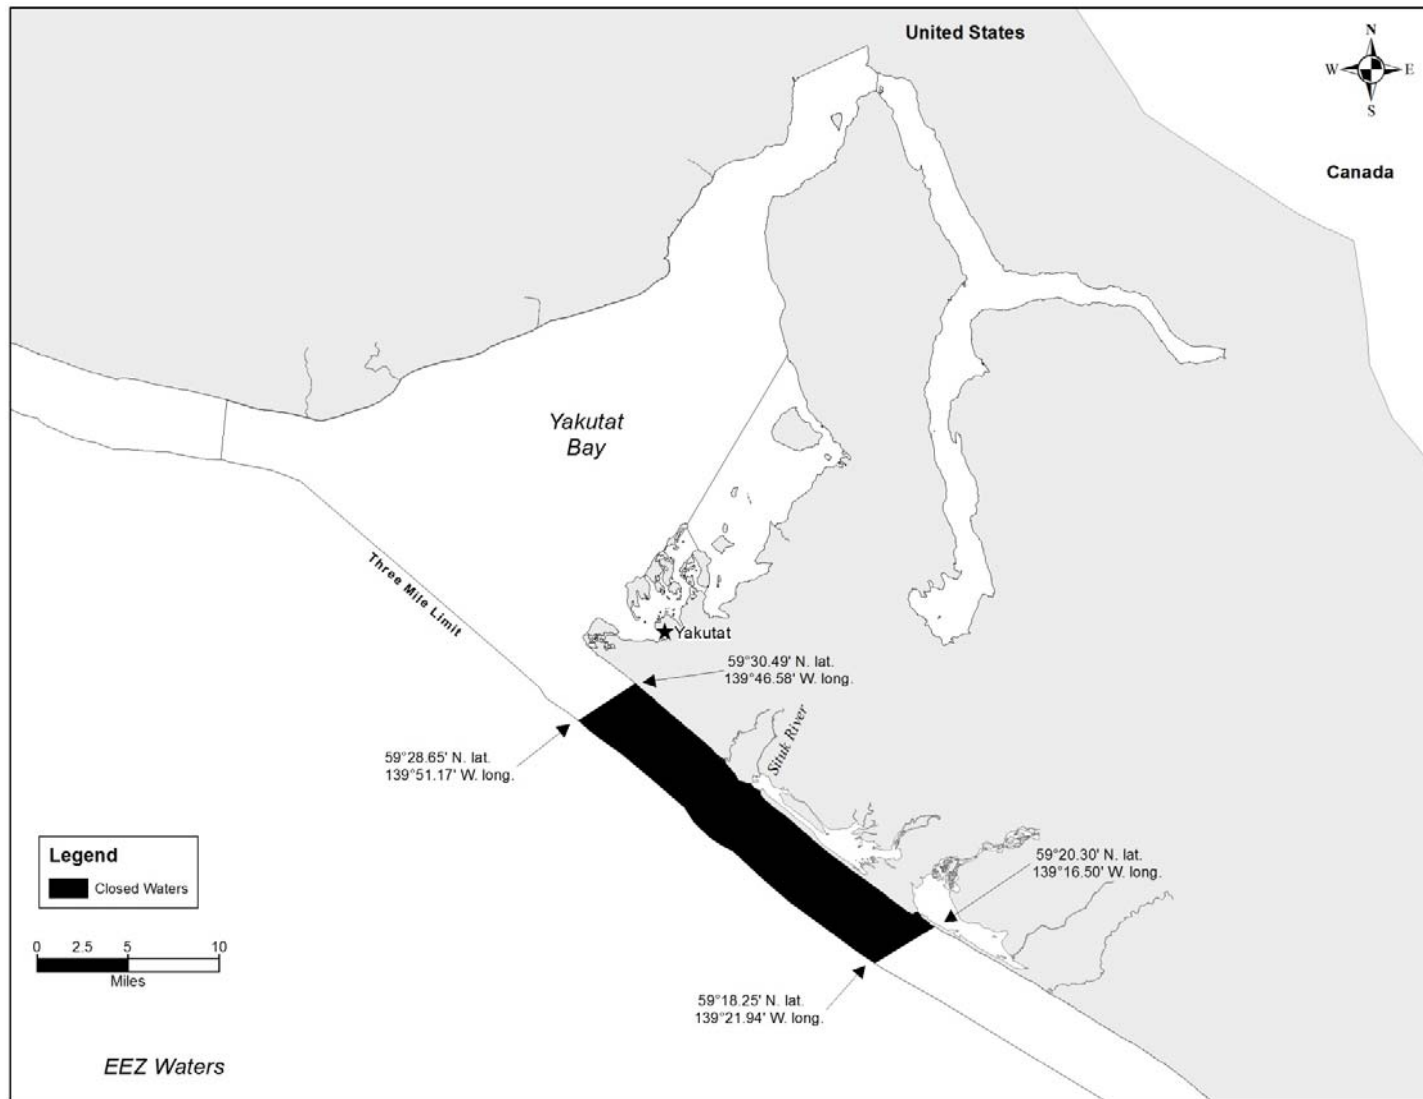 United States
N
W E
S
Canada
Yakutat
Bay
Three Mile Limit
Yakutat
59°30.49' N. lat.
139°46.58' W. long.
Situk River
59°28.65' N. lat.
139°51.17' W. long.
Legend
Closed Waters
59°20.30' N. lat.
139°16.50' W. long.
0 2.5 5 10
Miles
59°18.25' N. lat.
139°21.94' W. long.
EEZ Waters